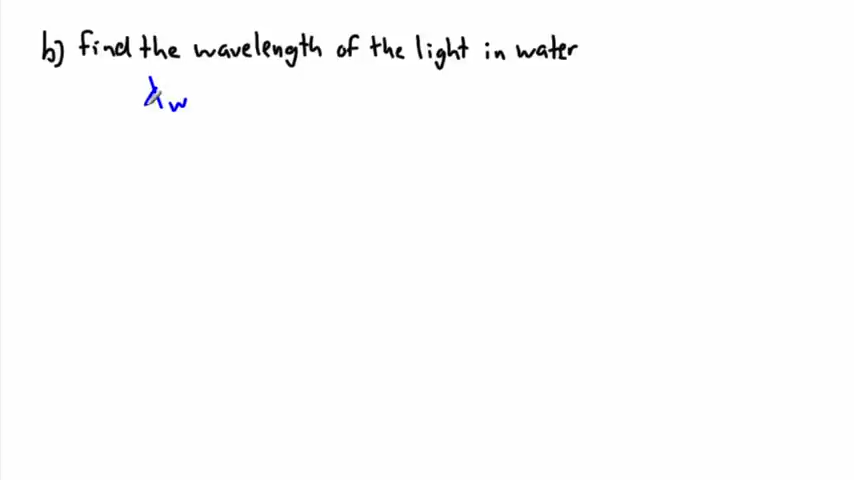 b) find the wavelength of the light in water
λw